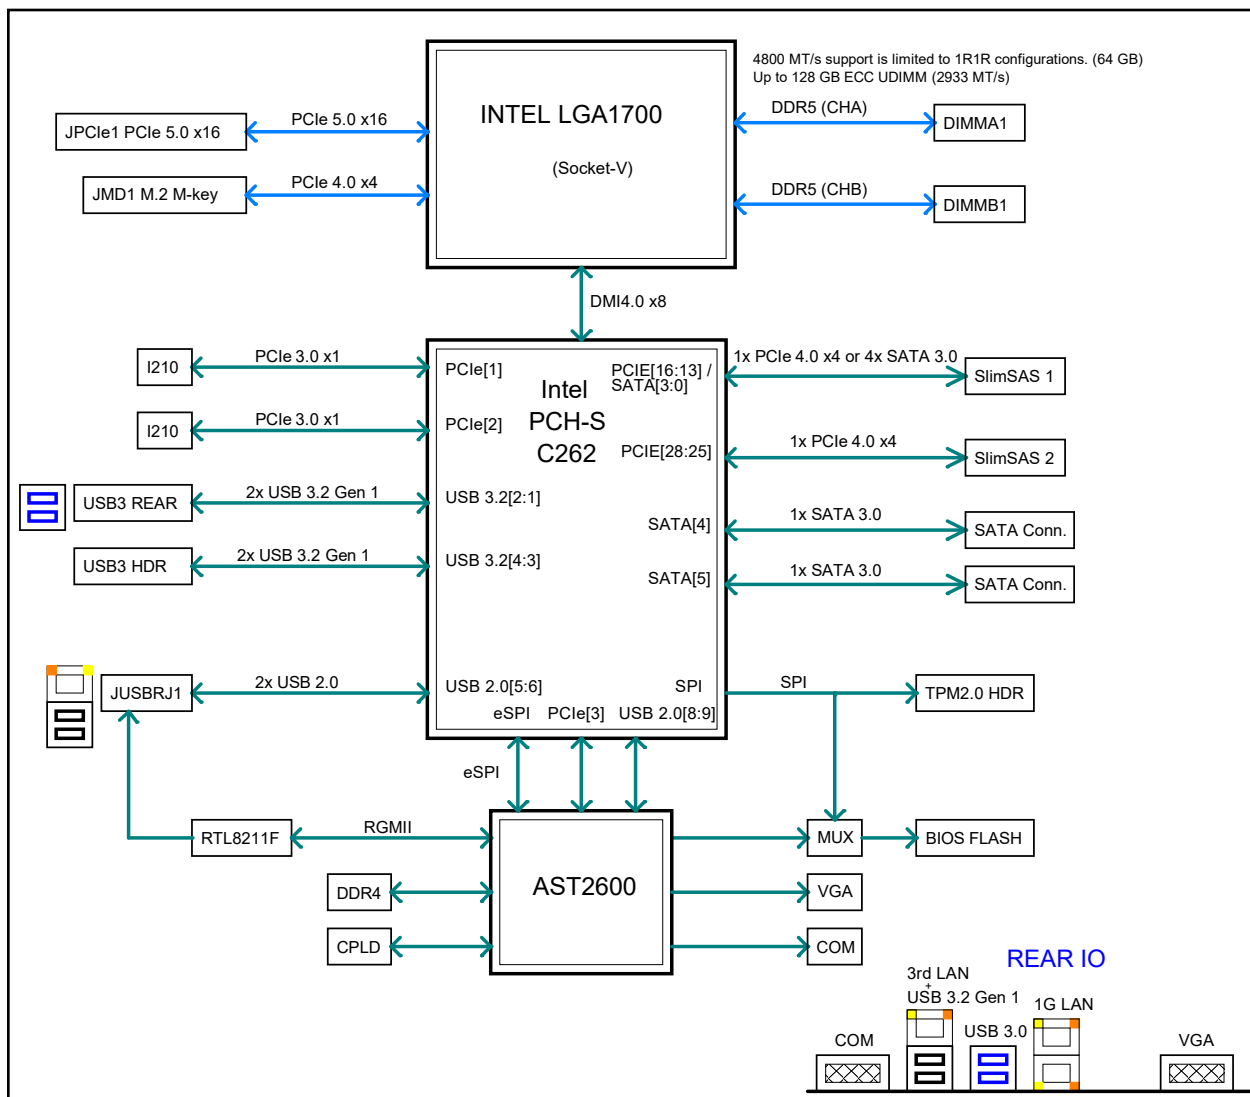 4800 MT/s support is limited to 1R1R configurations. (64 GB)
Up to 128 GB ECC UDIMM (2933 MT/s)
INTEL LGA1700
(Socket-V)
JPCIe1 PCIe 5.0 x16
PCIe 5.0 x16
DDR5 (CHA)
DIMMA1
JMD1 M.2 M-key
PCIe 4.0 x4
DDR5 (CHB)
DIMMB1
DMI4.0 x8
I210
PCIe 3.0 x1
PCIe[1]
Intel
PCH-S
C262
PCIE[16:13] /
SATA[3:0]
1x PCIe 4.0 x4 or 4x SATA 3.0
SlimSAS 1
I210
PCIe 3.0 x1
PCIe[2]
PCIE[28:25]
1x PCIe 4.0 x4
SlimSAS 2
USB3 REAR
2x USB 3.2 Gen 1
USB 3.2[2:1]
SATA[4]
1x SATA 3.0
SATA Conn.
USB3 HDR
2x USB 3.2 Gen 1
USB 3.2[4:3]
SATA[5]
1x SATA 3.0
SATA Conn.
JUSBRJ1
2x USB 2.0
USB 2.0[5:6]
SPI
SPI
TPM2.0 HDR
eSPI
PCIe[3]
USB 2.0[8:9]
eSPI
RTL8211F
RGMII
AST2600
MUX
BIOS FLASH
DDR4
VGA
CPLD
COM
REAR IO
3rd LAN
+
USB 3.2 Gen 1
1G LAN
COM
USB 3.0
VGA